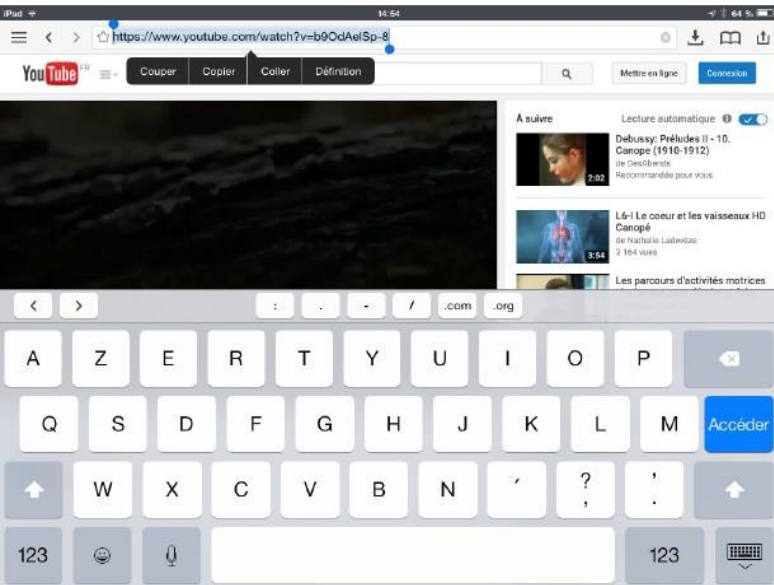 iPad 14:54 64 %
https://www.youtube.com/watch?v=b9OdAelSp-8
YouTube FR
Couper Copier Coller Définition
Mettre en ligne Connexion
À suivre Lecture automatique
Debussy: Préludes II - 10.
Canope (1910-1912)
de DesAbends
Recommandée pour vous
2:02
L6-I Le coeur et les vaisseaux HD
Canopé
de Nathalie Ladevèze
3 164 vues
3:54
Les parcours d'activités motrices
: . - / .com .org
A Z E R T Y U I O P
Q S D F G H J K L M Accéder
W X C V B N ´ ? , ' .
123 123